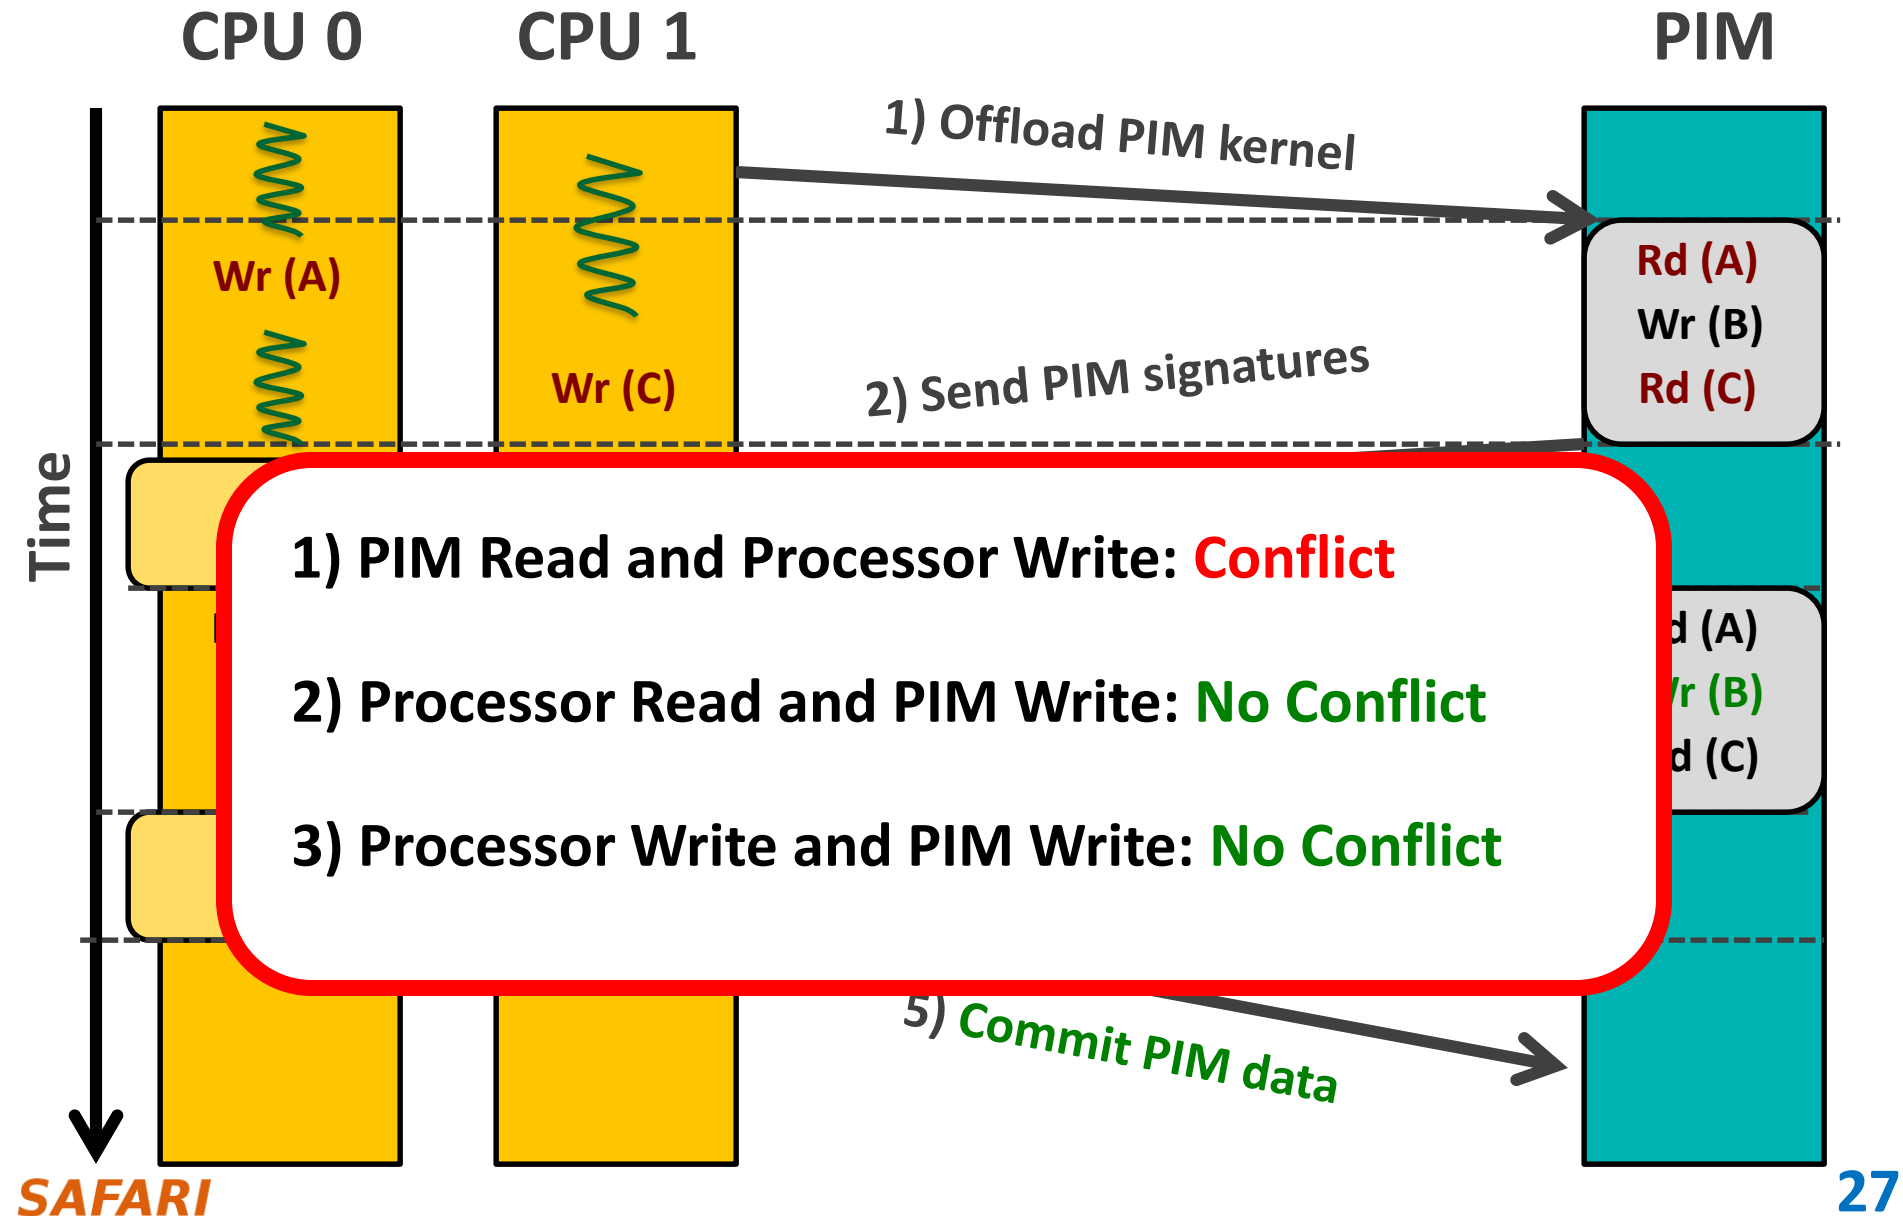 CPU 0
CPU 1
PIM
1) Offload PIM kernel
Wr (A)
Rd (A)
Wr (B)
Rd (C)
Wr (C)
2) Send PIM signatures
Time
1) PIM Read and Processor Write: Conflict
2) Processor Read and PIM Write: No Conflict
3) Processor Write and PIM Write: No Conflict
d (A)
r (B)
d (C)
5) Commit PIM data
SAFARI
27